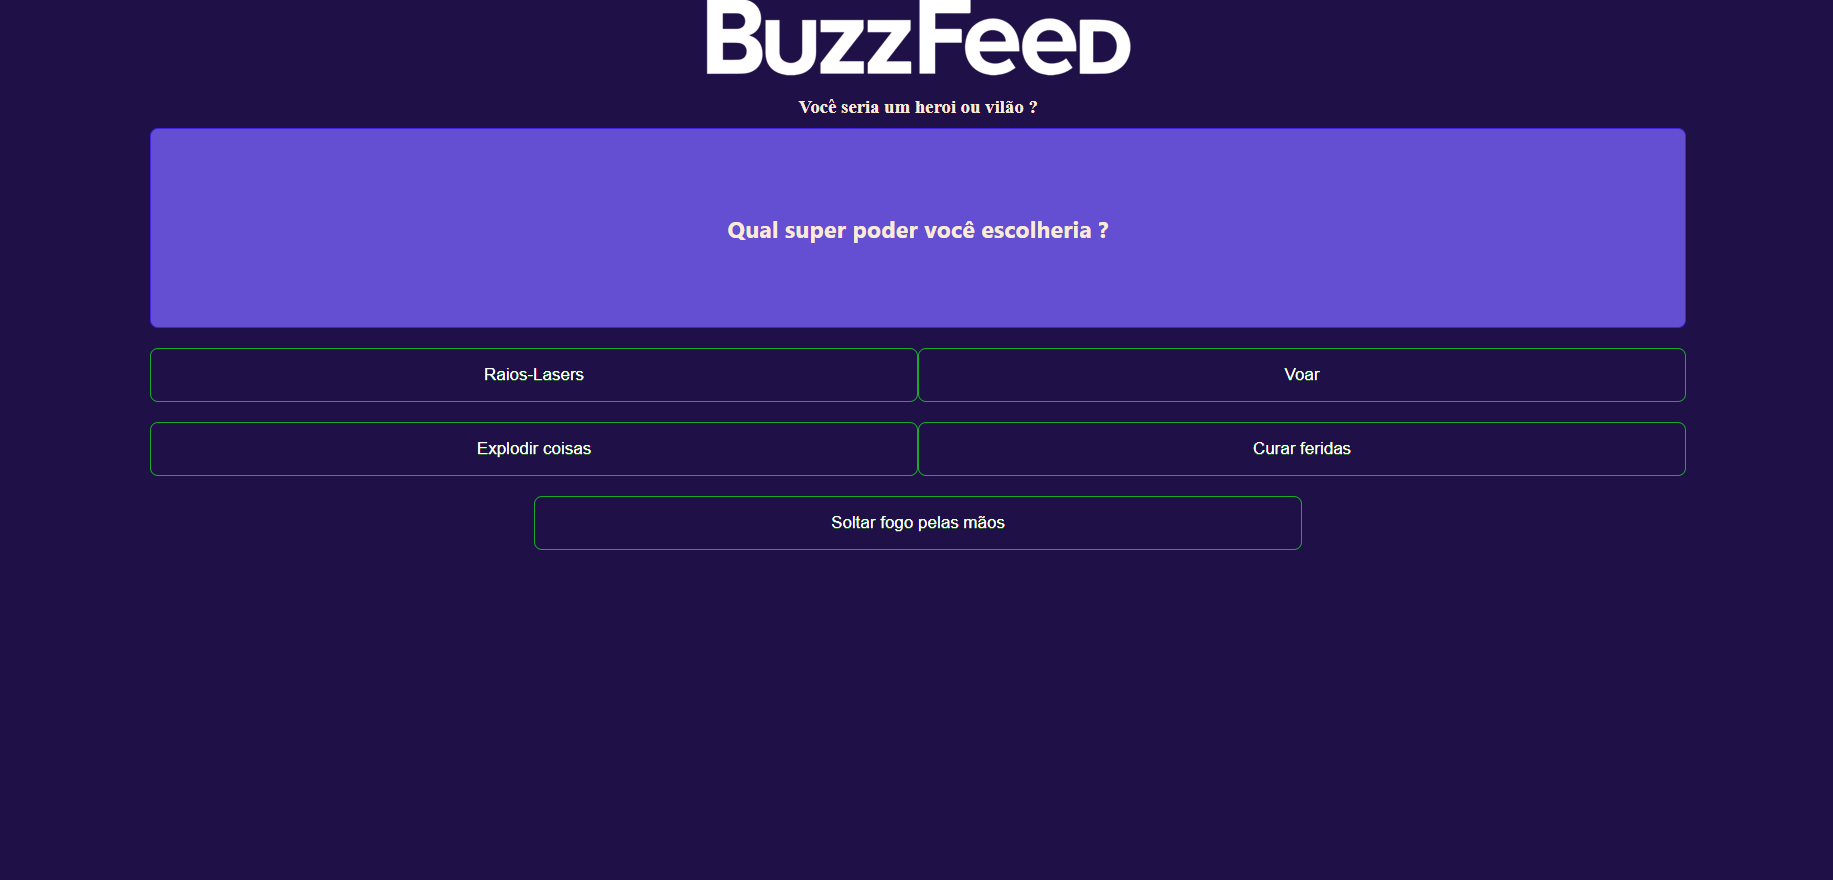 BuzzFeed
Você seria um heroi ou vilão ?
Qual super poder você escolheria ?
Raios-Lasers
Voar
Explodir coisas
Curar feridas
Soltar fogo pelas mãos